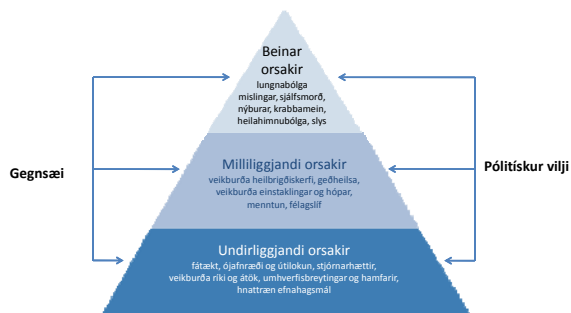 Beinar
orsakir
lungnabólga
mislingar, sjálfsmorð,
nýburar, krabbamein,
heilahimnubólga, slys
Gegnsæi
Milliliggjandi orsakir
veikburða heilbrigðiskerfi, geðheilsa,
veikburða einstaklingar og hópar,
menntun, félagslíf
Pólitískur vilji
Undirliggjandi orsakir
fátækt, ójafnræði og útilokun, stjórnarhættir,
veikburða ríki og átök, umhverfisbreytingar og hamfarir,
hnattræn efnahagsmál